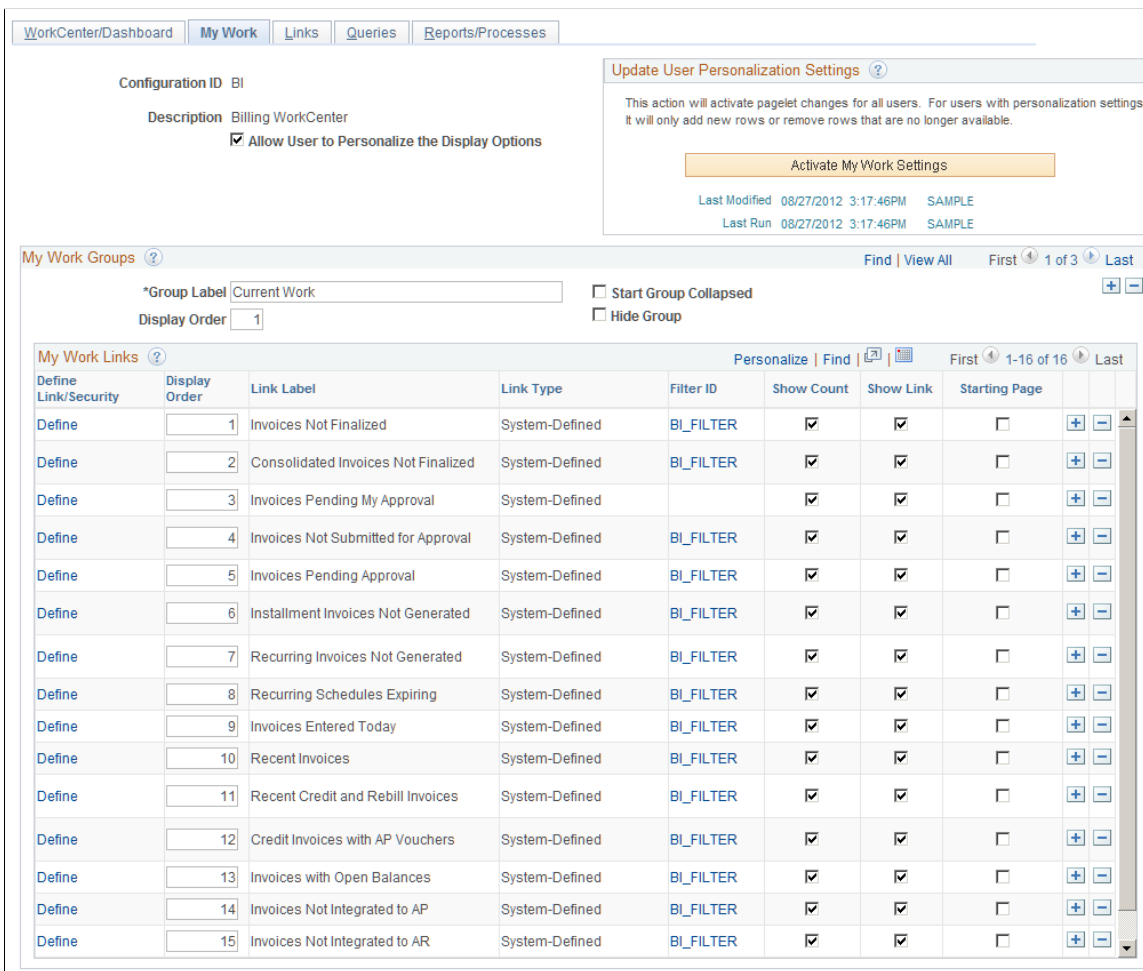 WorkCenter/Dashboard My Work Links Queries Reports/Processes
Configuration ID BI
Description Billing WorkCenter
Allow User to Personalize the Display Options
Update User Personalization Settings ?
This action will activate pagelet changes for all users. For users with personalization settings
It will only add new rows or remove rows that are no longer available.
Activate My Work Settings
Last Modified 08/27/2012 3:17:46PM SAMPLE
Last Run 08/27/2012 3:17:46PM SAMPLE
My Work Groups ? Find | View All First 1 of 3 Last
*Group Label Current Work Start Group Collapsed
Display Order 1 Hide Group
My Work Links ? Personalize | Find | | First 1-16 of 16 Last
Define Link/Security Display Order Link Label Link Type Filter ID Show Count Show Link Starting Page
Define 1 Invoices Not Finalized System-Defined BI_FILTER
Define 2 Consolidated Invoices Not Finalized System-Defined BI_FILTER
Define 3 Invoices Pending My Approval System-Defined
Define 4 Invoices Not Submitted for Approval System-Defined BI_FILTER
Define 5 Invoices Pending Approval System-Defined BI_FILTER
Define 6 Installment Invoices Not Generated System-Defined BI_FILTER
Define 7 Recurring Invoices Not Generated System-Defined BI_FILTER
Define 8 Recurring Schedules Expiring System-Defined BI_FILTER
Define 9 Invoices Entered Today System-Defined BI_FILTER
Define 10 Recent Invoices System-Defined BI_FILTER
Define 11 Recent Credit and Rebill Invoices System-Defined BI_FILTER
Define 12 Credit Invoices with AP Vouchers System-Defined BI_FILTER
Define 13 Invoices with Open Balances System-Defined BI_FILTER
Define 14 Invoices Not Integrated to AP System-Defined BI_FILTER
Define 15 Invoices Not Integrated to AR System-Defined BI_FILTER